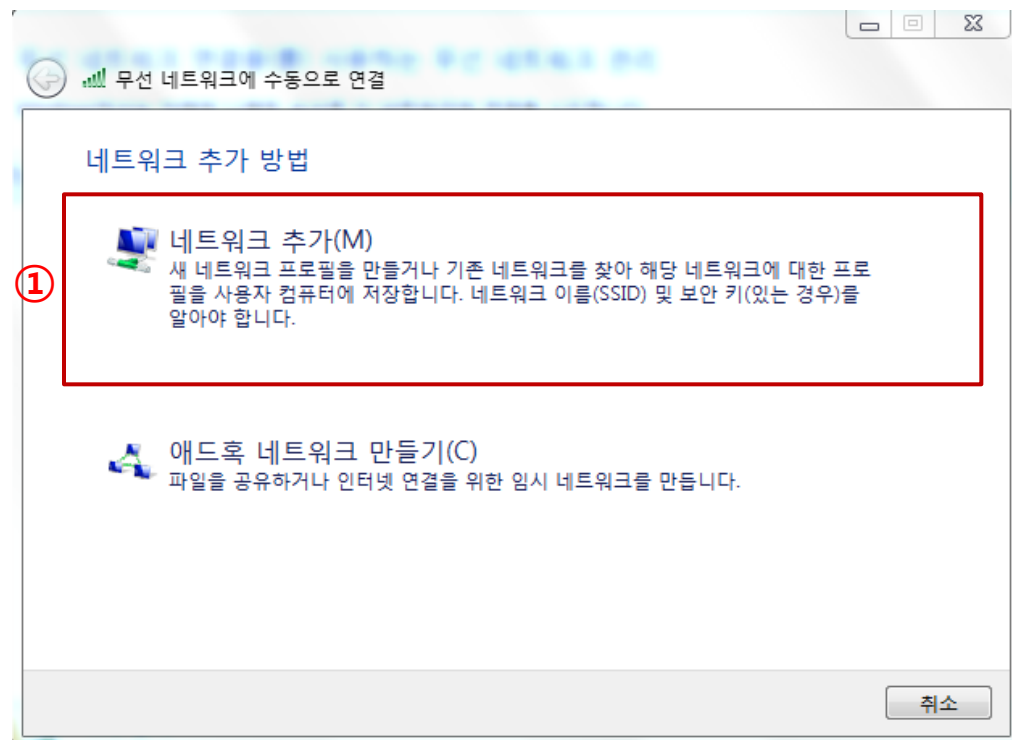 무선 네트워크에 수동으로 연결
네트워크 추가 방법
네트워크 추가(M)
①
새 네트워크 프로필을 만들거나 기존 네트워크를 찾아 해당 네트워크에 대한 프로
필을 사용자 컴퓨터에 저장합니다. 네트워크 이름(SSID) 및 보안 키(있는 경우)를
알아야 합니다.
애드혹 네트워크 만들기(C)
파일을 공유하거나 인터넷 연결을 위한 임시 네트워크를 만듭니다.
취소